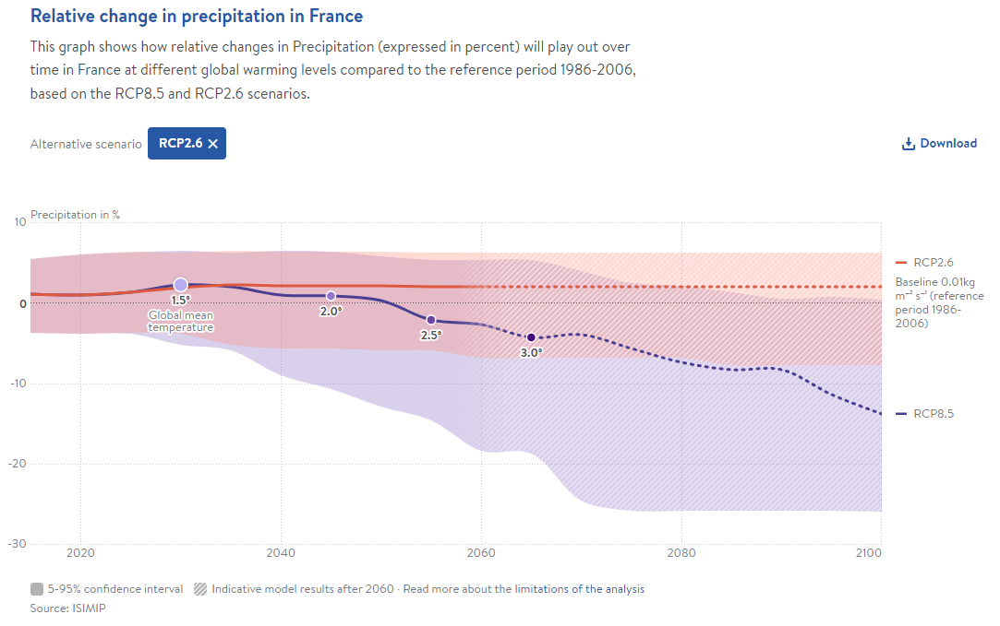 Relative change in precipitation in France
This graph shows how relative changes in Precipitation (expressed in percent) will play out over
time in France at different global warming levels compared to the reference period 1986-2006,
based on the RCP8.5 and RCP2.6 scenarios.
Alternative scenario RCP2.6 ×
Download
Precipitation in %
10
0
-10
-20
-30
1.5°
Global mean
temperature
2.0°
2.5°
3.0°
RCP2.6
Baseline 0.01kg
m⁻² s⁻¹ (reference
period 1986-
2006)
RCP8.5
2020 2040 2060 2080 2100
5-95% confidence interval Indicative model results after 2060 · Read more about the limitations of the analysis
Source: ISIMIP